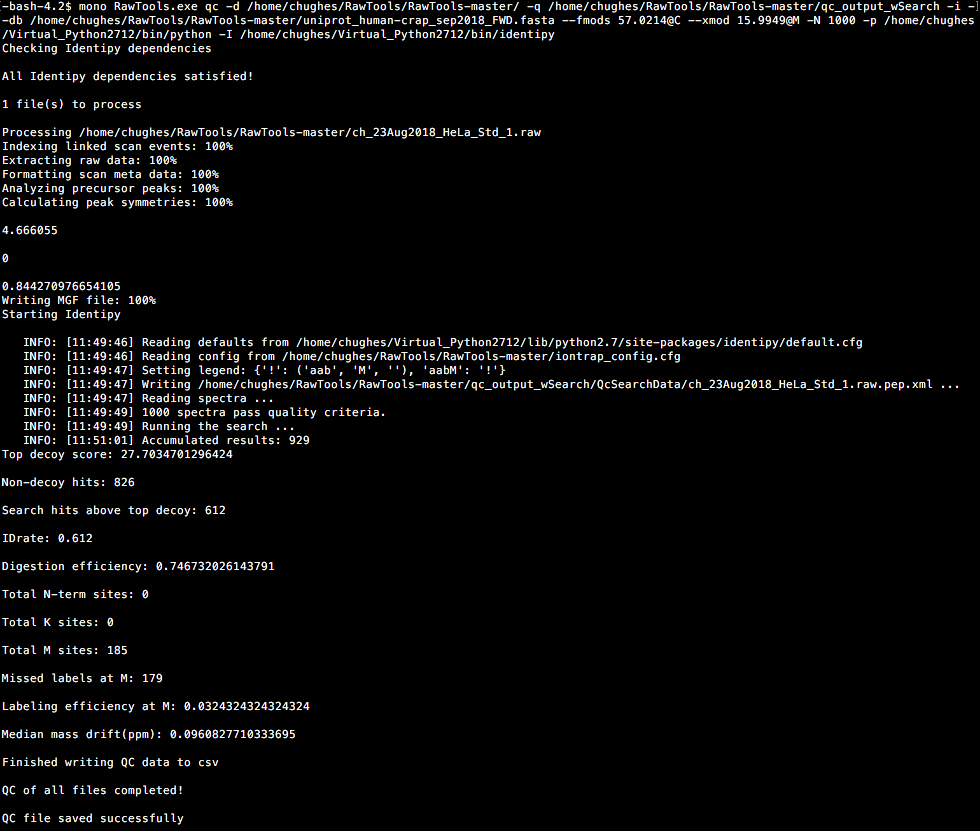 [-bash-4.2$ mono RawTools.exe qc -d /home/chughes/RawTools/RawTools-master/ -q /home/chughes/RawTools/RawTools-master/qc_output_wSearch -i -]
-db /home/chughes/RawTools/RawTools-master/uniprot_human-crap_sep2018_FWD.fasta --fmods 57.0214@C --xmod 15.9949@M -N 1000 -p /home/chughes
/Virtual_Python2712/bin/python -I /home/chughes/Virtual_Python2712/bin/identipy
Checking Identipy dependencies
All Identipy dependencies satisfied!
1 file(s) to process
Processing /home/chughes/RawTools/RawTools-master/ch_23Aug2018_HeLa_Std_1.raw
Indexing linked scan events: 100%
Extracting raw data: 100%
Formatting scan meta data: 100%
Analyzing precursor peaks: 100%
Calculating peak symmetries: 100%
4.666055
0
0.844270976654105
Writing MGF file: 100%
Starting Identipy
INFO: [11:49:46] Reading defaults from /home/chughes/Virtual_Python2712/lib/python2.7/site-packages/identipy/default.cfg
INFO: [11:49:46] Reading config from /home/chughes/RawTools/RawTools-master/iontrap_config.cfg
INFO: [11:49:47] Setting legend: {'!': ('aab', 'M', ''), 'aabM': '!'}
INFO: [11:49:47] Writing /home/chughes/RawTools/RawTools-master/qc_output_wSearch/QcSearchData/ch_23Aug2018_HeLa_Std_1.raw.pep.xml ...
INFO: [11:49:47] Reading spectra ...
INFO: [11:49:49] 1000 spectra pass quality criteria.
INFO: [11:49:49] Running the search ...
INFO: [11:51:01] Accumulated results: 929
Top decoy score: 27.7034701296424
Non-decoy hits: 826
Search hits above top decoy: 612
IDrate: 0.612
Digestion efficiency: 0.746732026143791
Total N-term sites: 0
Total K sites: 0
Total M sites: 185
Missed labels at M: 179
Labeling efficiency at M: 0.0324324324324324
Median mass drift(ppm): 0.0960827710333695
Finished writing QC data to csv
QC of all files completed!
QC file saved successfully